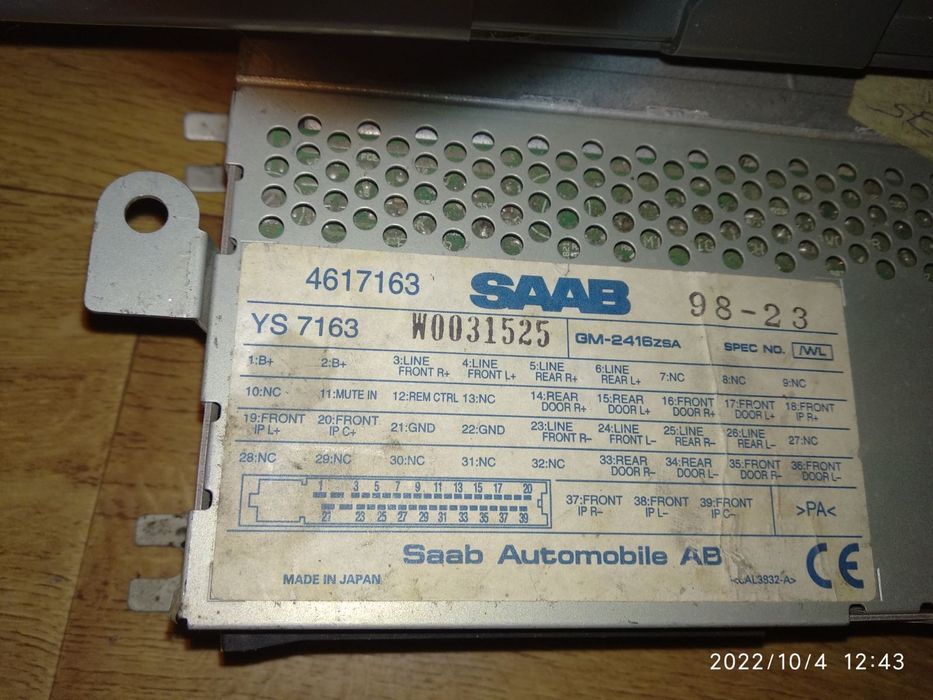 4617163 SAAB 98-23
YS 7163 W0031525 GM-2416ZSA SPEC NO. /WL
1:B+ 2:B+ 3:LINE FRONT R+ 4:LINE FRONT L+ 5:LINE REAR R+ 6:LINE REAR L+ 7:NC 8:NC 9:NC
10:NC 11:MUTE IN 12:REM CTRL 13:NC 14:REAR DOOR R+ 15:REAR DOOR L+ 16:FRONT DOOR R+ 17:FRONT DOOR L+ 18:FRONT IP R+
19:FRONT IP L+ 20:FRONT IP C+ 21:GND 22:GND 23:LINE FRONT R- 24:LINE FRONT L- 25:LINE REAR R- 26:LINE REAR L- 27:NC
28:NC 29:NC 30:NC 31:NC 32:NC 33:REAR DOOR R- 34:REAR DOOR L- 35:FRONT DOOR R- 36:FRONT DOOR L-
1 3 5 7 9 11 13 15 17 20
37:FRONT IP R- 38:FRONT IP L- 39:FRONT IP C- >PA<
21 23 25 27 29 31 33 35 37 39
Saab Automobile AB CE
MADE IN JAPAN
2022/10/4 12:43